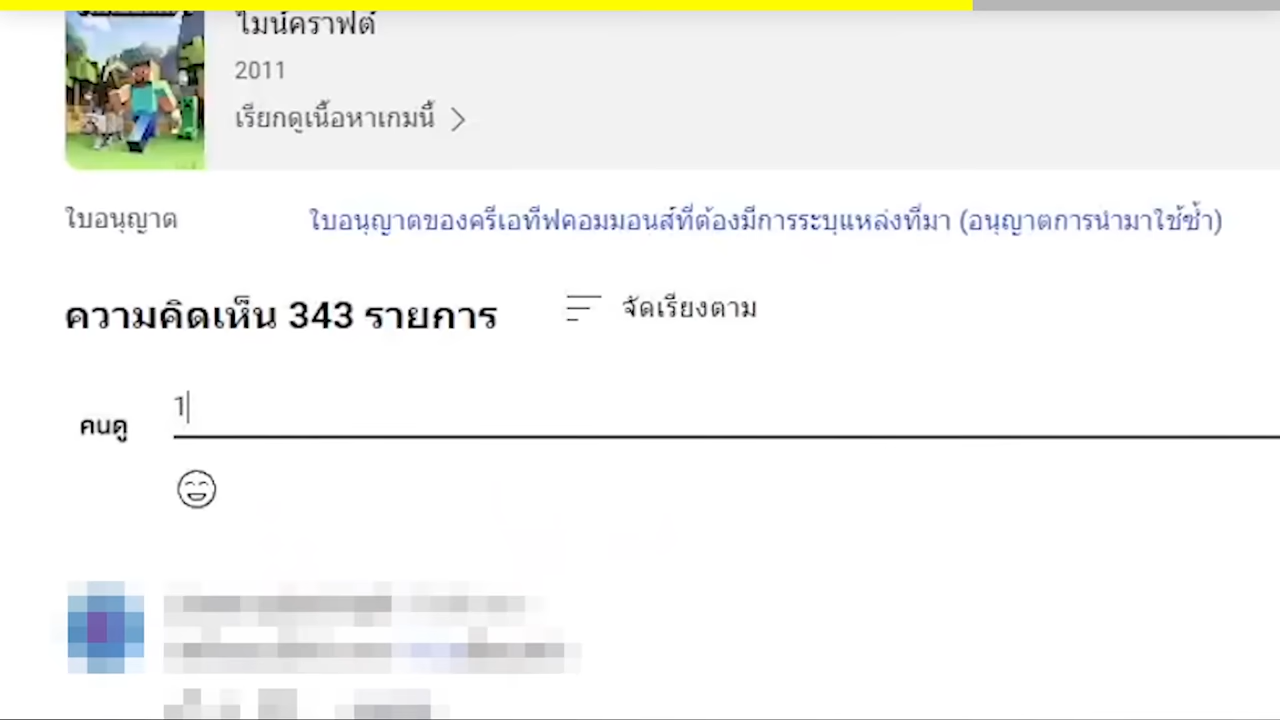 ไมน์คราฟต์
2011
เรียกดูเนื้อหาเกมนี้
ใบอนุญาต
ใบอนุญาตของครีเอทีฟคอมมอนส์ที่ต้องมีการระบุแหล่งที่มา (อนุญาตการนำมาใช้ซ้ำ)
ความคิดเห็น 343 รายการ
จัดเรียงตาม
คนดู
1